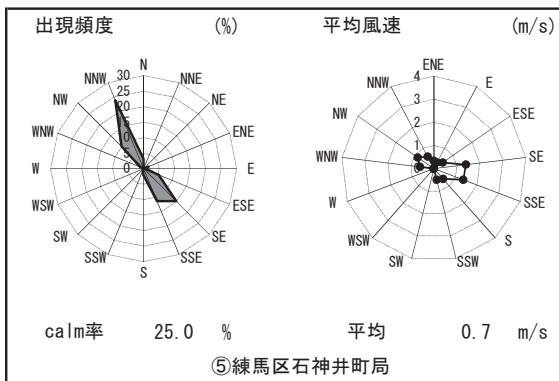 出現頻度 (%) 平均風速 (m/s)
N ENE
30 4
NNW NNE NNW E
25
20 3
NW NE NW ESE
15 2
10
WNW ENE 1
5 WNW SE
W 0 E 0
SSE
WSW ESE W
SW SE WSW S
SSW SSE SW SSW
S
calm率 25.0 % 平均 0.7 m/s
⑤練馬区石神井町局